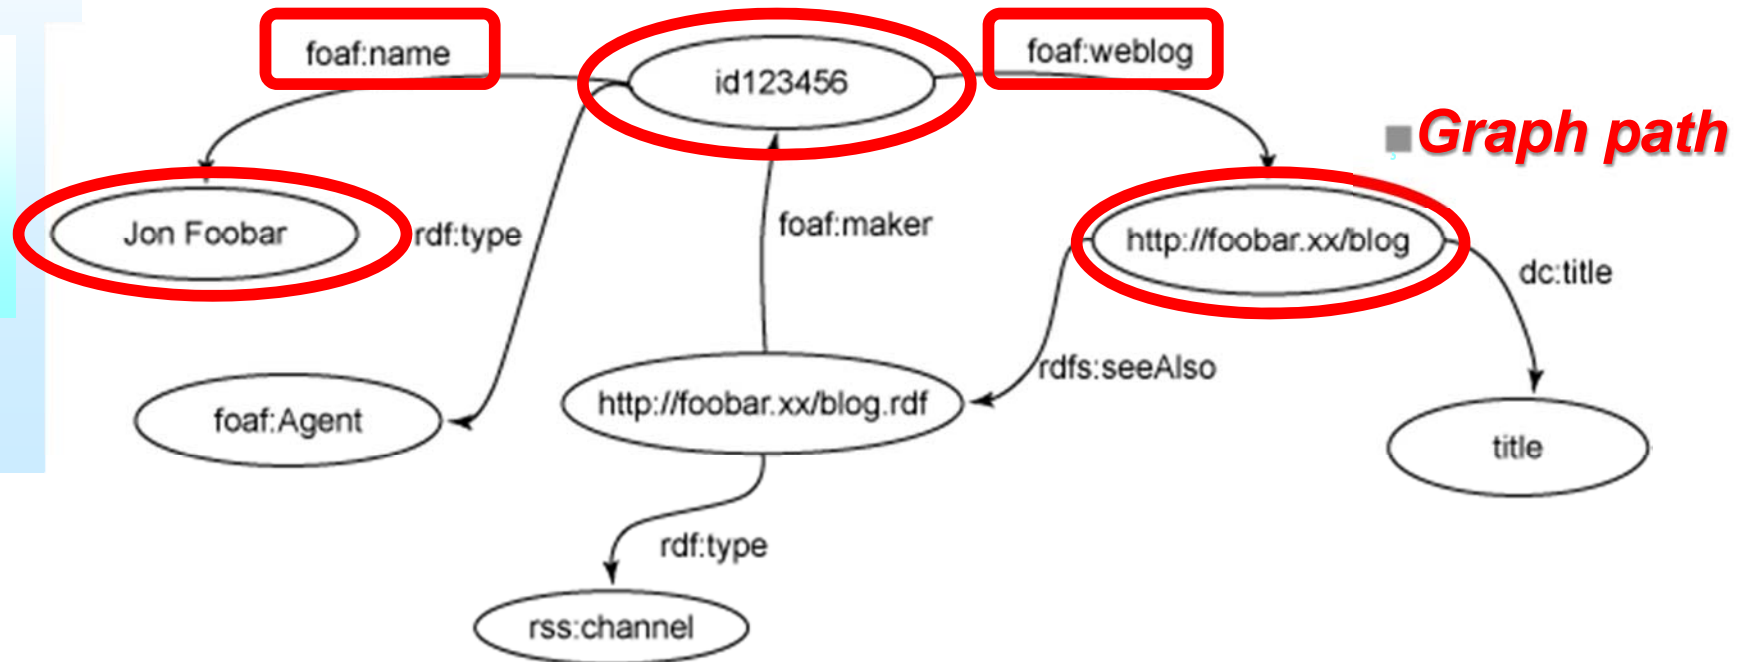 foaf:name
id123456
foaf:weblog
Graph path
Jon Foobar
rdf:type
foaf:maker
http://foobar.xx/blog
dc:title
rdfs:seeAlso
foaf:Agent
http://foobar.xx/blog.rdf
title
rdf:type
rss:channel